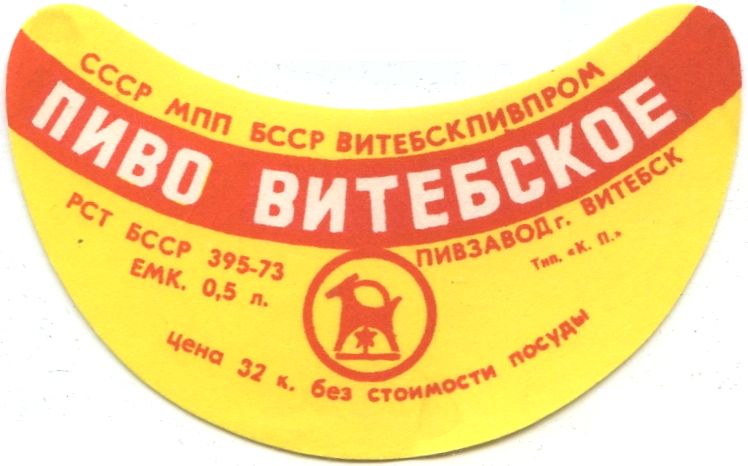 СССР МПП БССР ВИТЕБСКПИВПРОМ
ПИВО ВИТЕБСКОЕ
РСТ БССР 395-73
ЕМК. 0,5 л.
ПИВЗАВОД г. ВИТЕБСК
Тип. «К. П.»
цена 32 к. без стоимости посуды